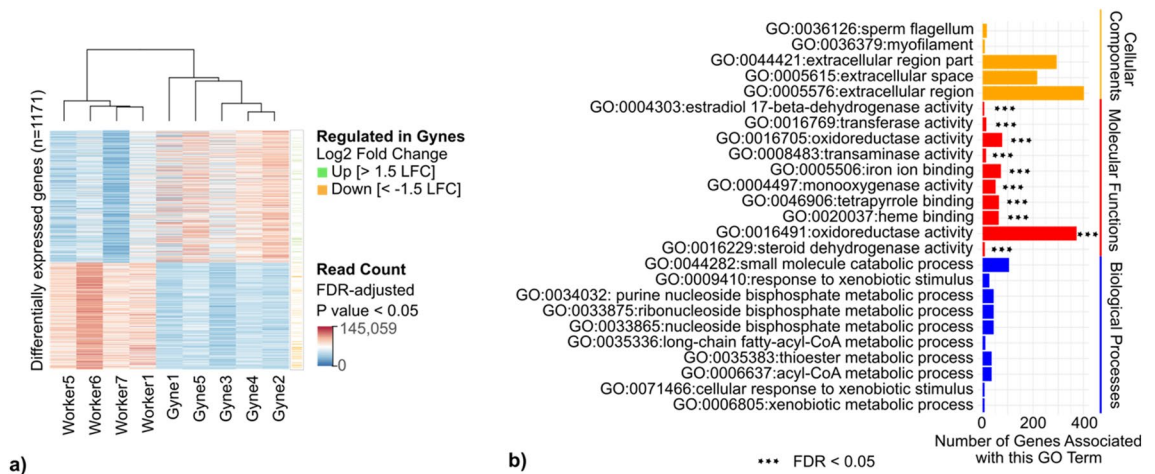 Differentially expressed genes (n=1171)
Regulated in Gynes
Log2 Fold Change
Up [> 1.5 LFC]
Down [< -1.5 LFC]
Read Count
FDR-adjusted
P value < 0.05
145,059
0
Worker5
Worker6
Worker7
Worker1
Gyne1
Gyne5
Gyne3
Gyne4
Gyne2
a)
GO:0036126:sperm flagellum
GO:0036379:myofilament
GO:0044421:extracellular region part
GO:0005615:extracellular space
GO:0005576:extracellular region
GO:0004303:estradiol 17-beta-dehydrogenase activity ***
GO:0016769:transferase activity ***
GO:0016705:oxidoreductase activity ***
GO:0008483:transaminase activity ***
GO:0005506:iron ion binding ***
GO:0004497:monooxygenase activity ***
GO:0046906:tetrapyrrole binding ***
GO:0020037:heme binding ***
GO:0016491:oxidoreductase activity ***
GO:0016229:steroid dehydrogenase activity ***
GO:0044282:small molecule catabolic process
GO:0009410:response to xenobiotic stimulus
GO:0034032: purine nucleoside bisphosphate metabolic process
GO:0033875:ribonucleoside bisphosphate metabolic process
GO:0033865:nucleoside bisphosphate metabolic process
GO:0035336:long-chain fatty-acyl-CoA metabolic process
GO:0035383:thioester metabolic process
GO:0006637:acyl-CoA metabolic process
GO:0071466:cellular response to xenobiotic stimulus
GO:0006805:xenobiotic metabolic process
Cellular
Components
Molecular Functions
Biological Processes
0 200 400
Number of Genes Associated
with this GO Term
*** FDR < 0.05
b)